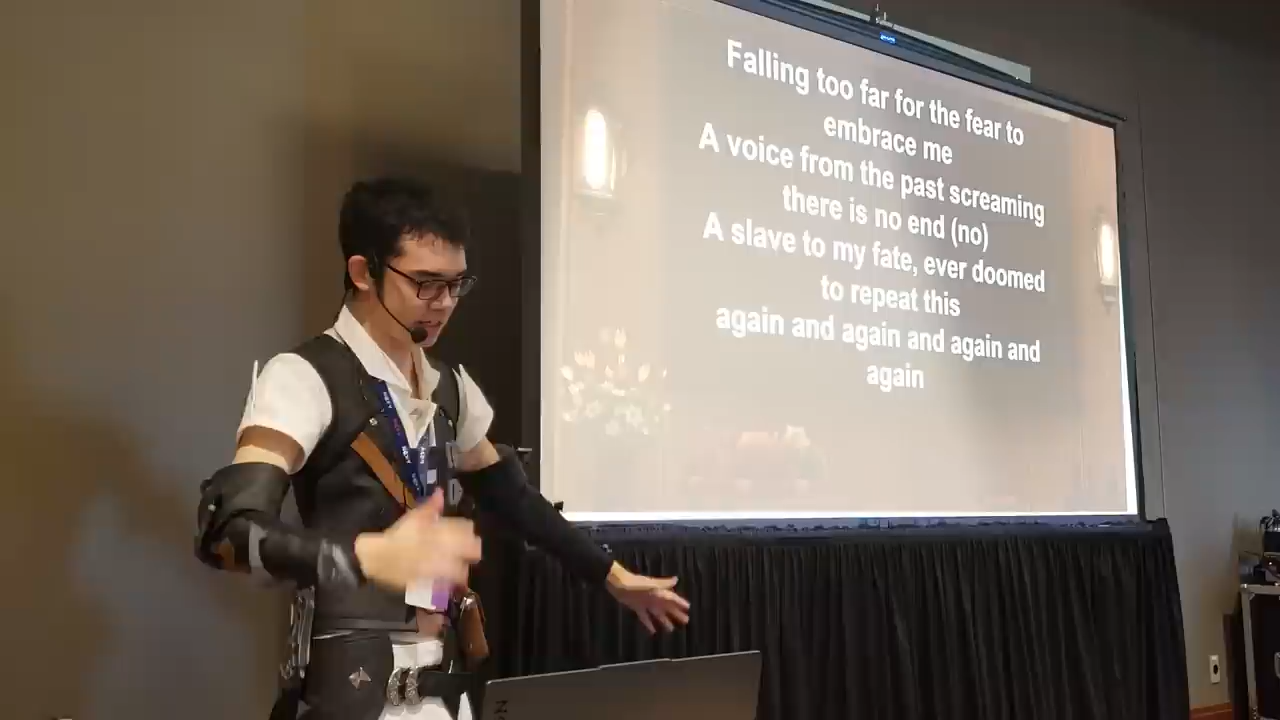 Falling too far for the fear to
embrace me
A voice from the past screaming
there is no end (no)
A slave to my fate, ever doomed
to repeat this
again and again and again and
again